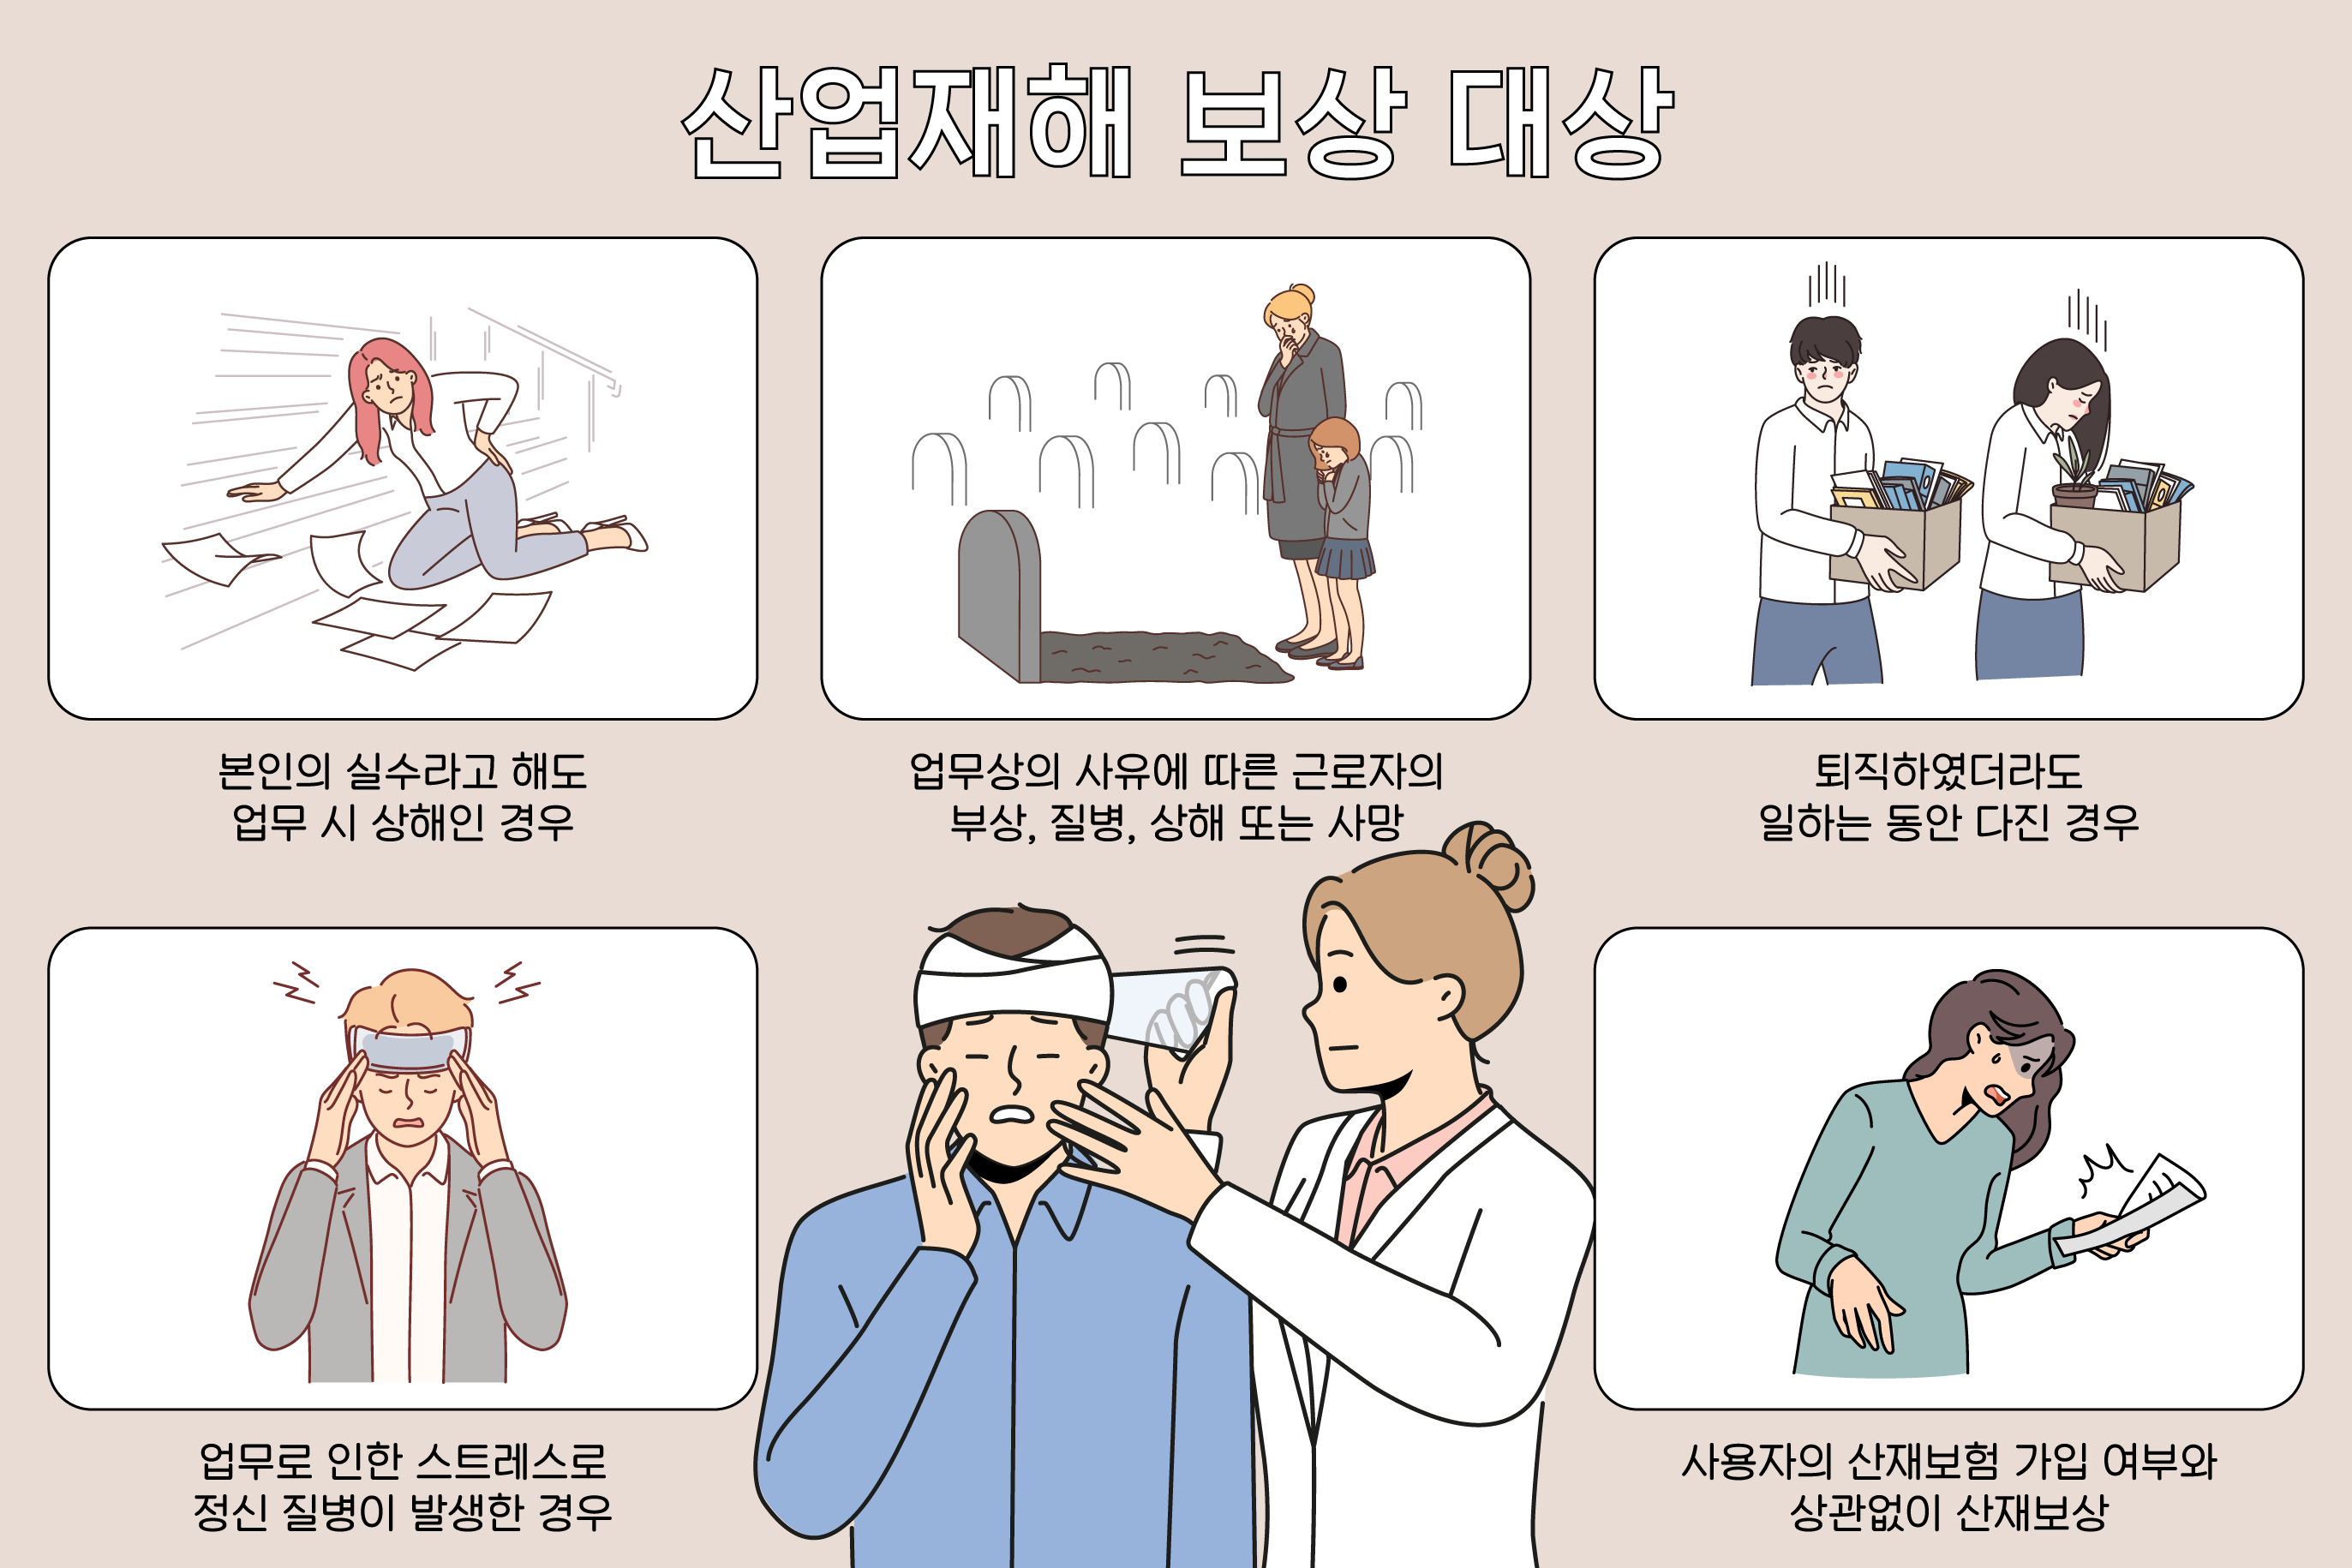 산업재해 보상 대상
본인의 실수라고 해도
업무 시 상해인 경우
업무상의 사유에 따른 근로자의
부상, 질병, 상해 또는 사망
퇴직하였더라도
일하는 동안 다진 경우
업무로 인한 스트레스로
정신 질병이 발생한 경우
사용자의 산재보험 가입 여부와
상관없이 산재보상